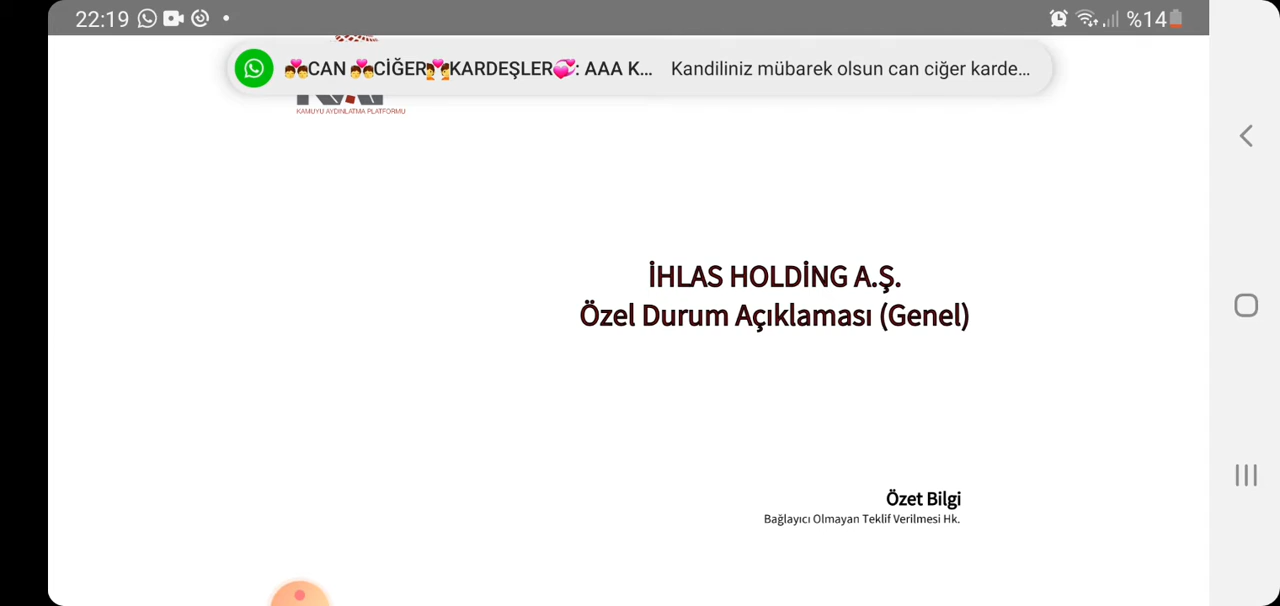 22:19 %14
CAN CİĞER KARDEŞLER: AAA K... Kandiliniz mübarek olsun can ciğer karde...
KAMUYU AYDINLATMA PLATFORMU
İHLAS HOLDİNG A.Ş.
Özel Durum Açıklaması (Genel)
Özet Bilgi
Bağlayıcı Olmayan Teklif Verilmesi Hk.